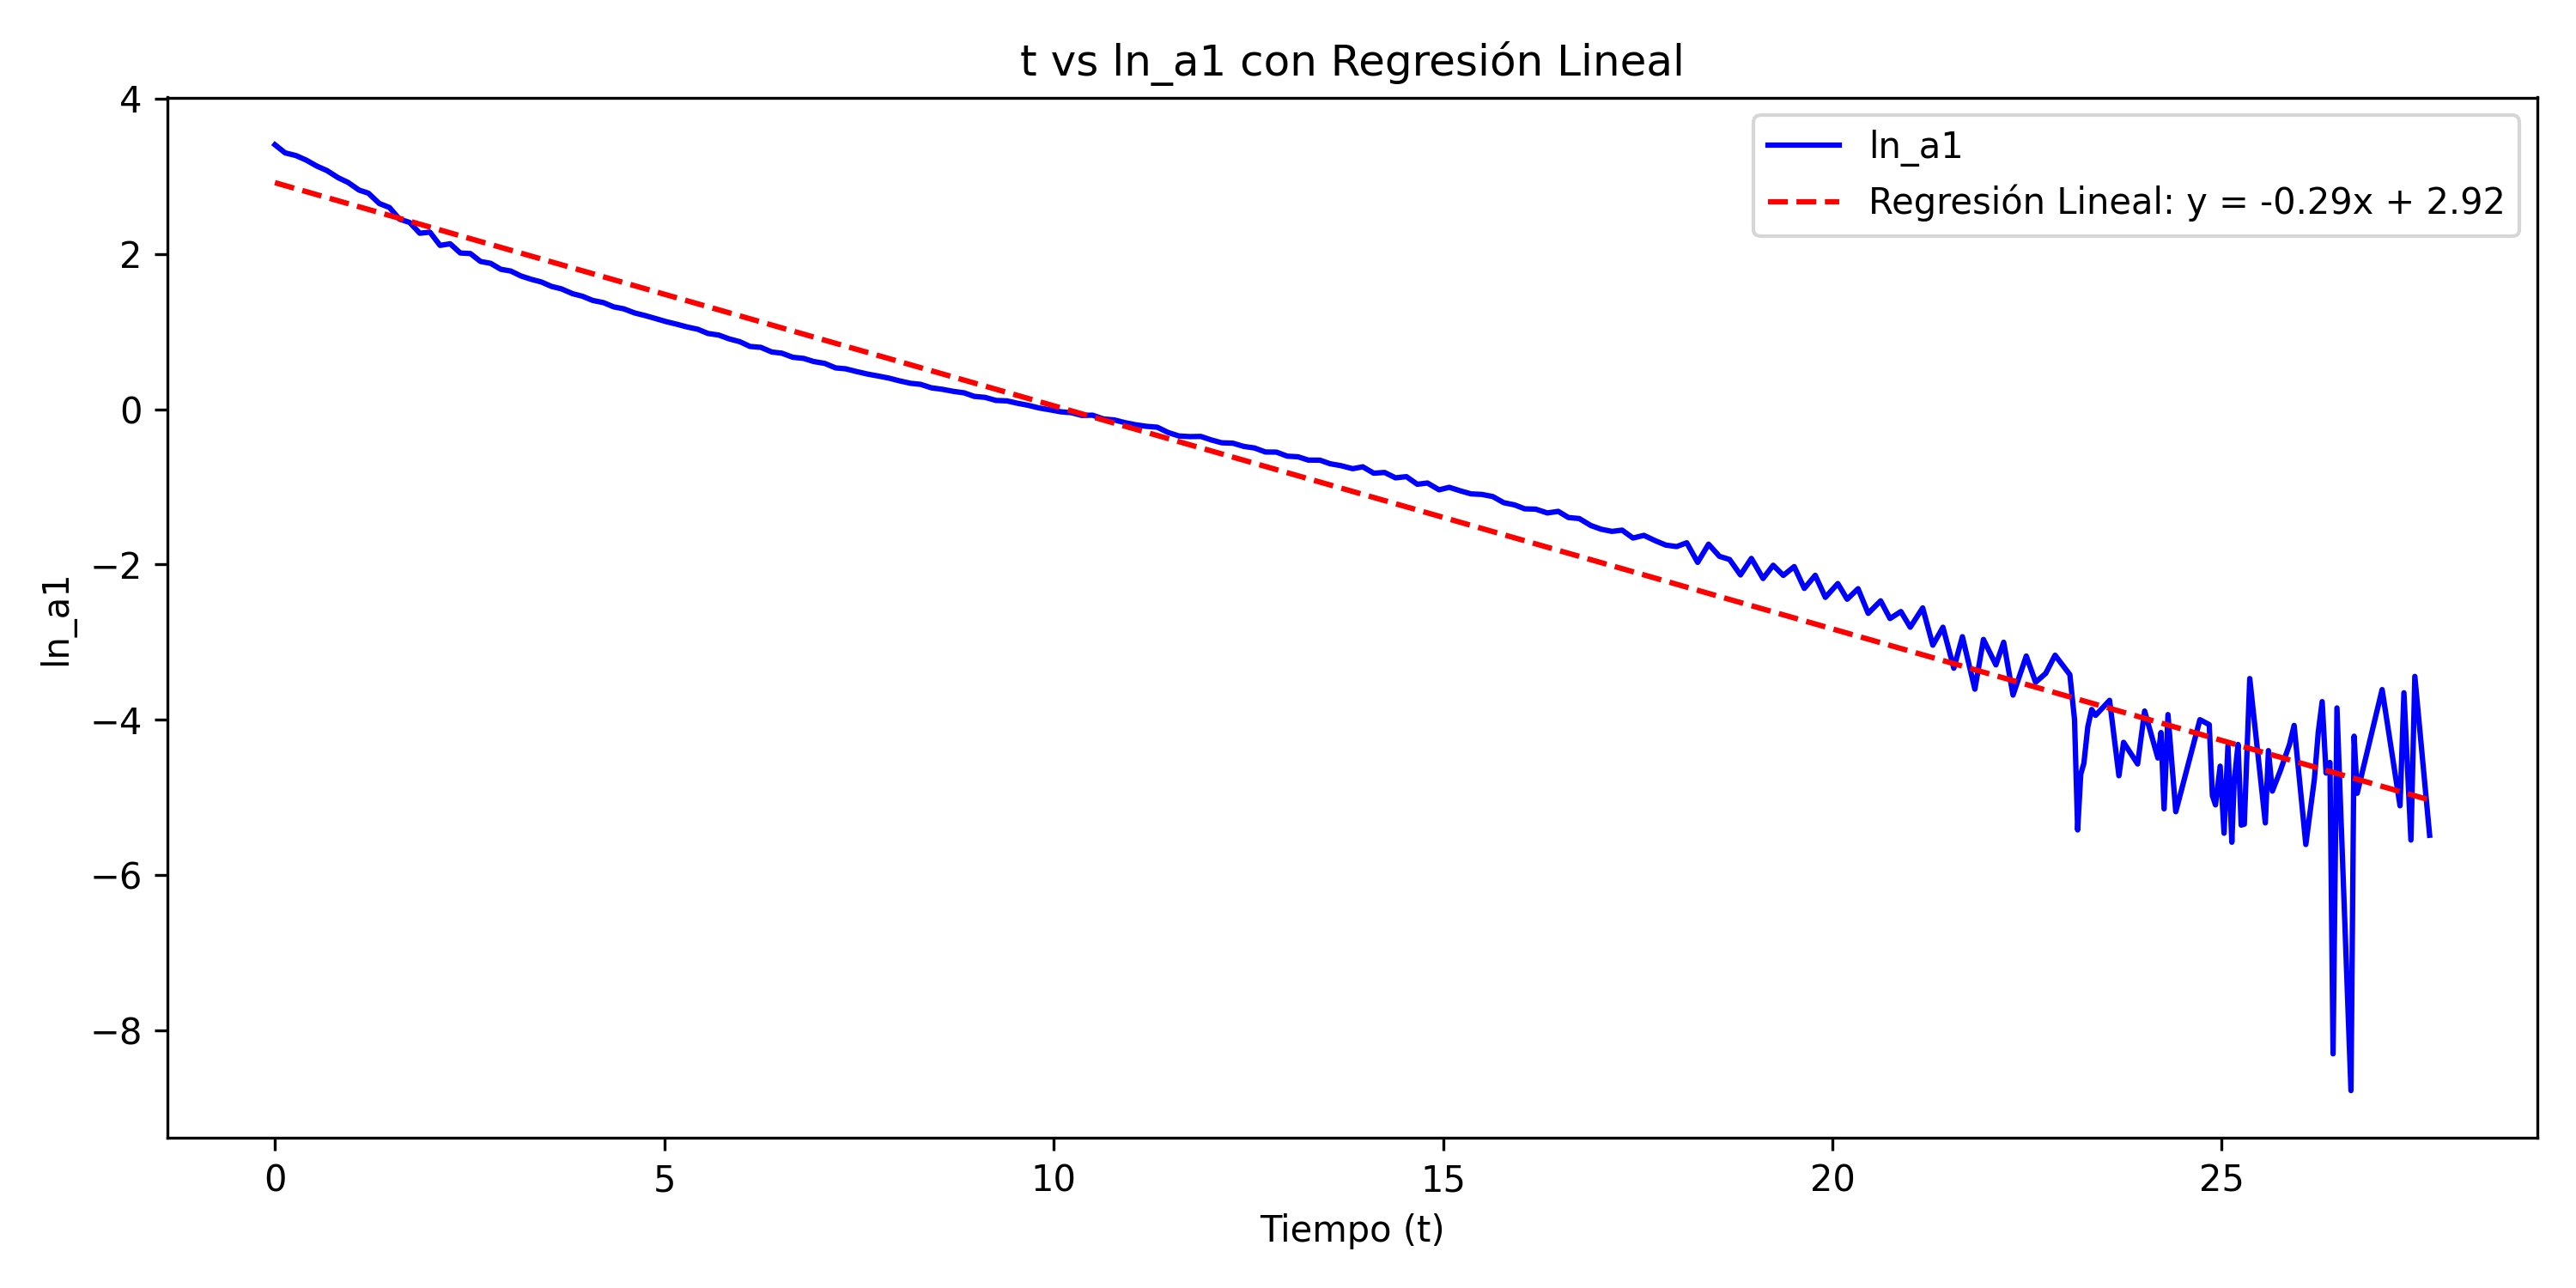 t vs ln_a1 con Regresión Lineal
ln_a1
Regresión Lineal: y = -0.29x + 2.92
4
2
0
−2
−4
−6
−8
ln_a1
0 5 10 15 20 25
Tiempo (t)